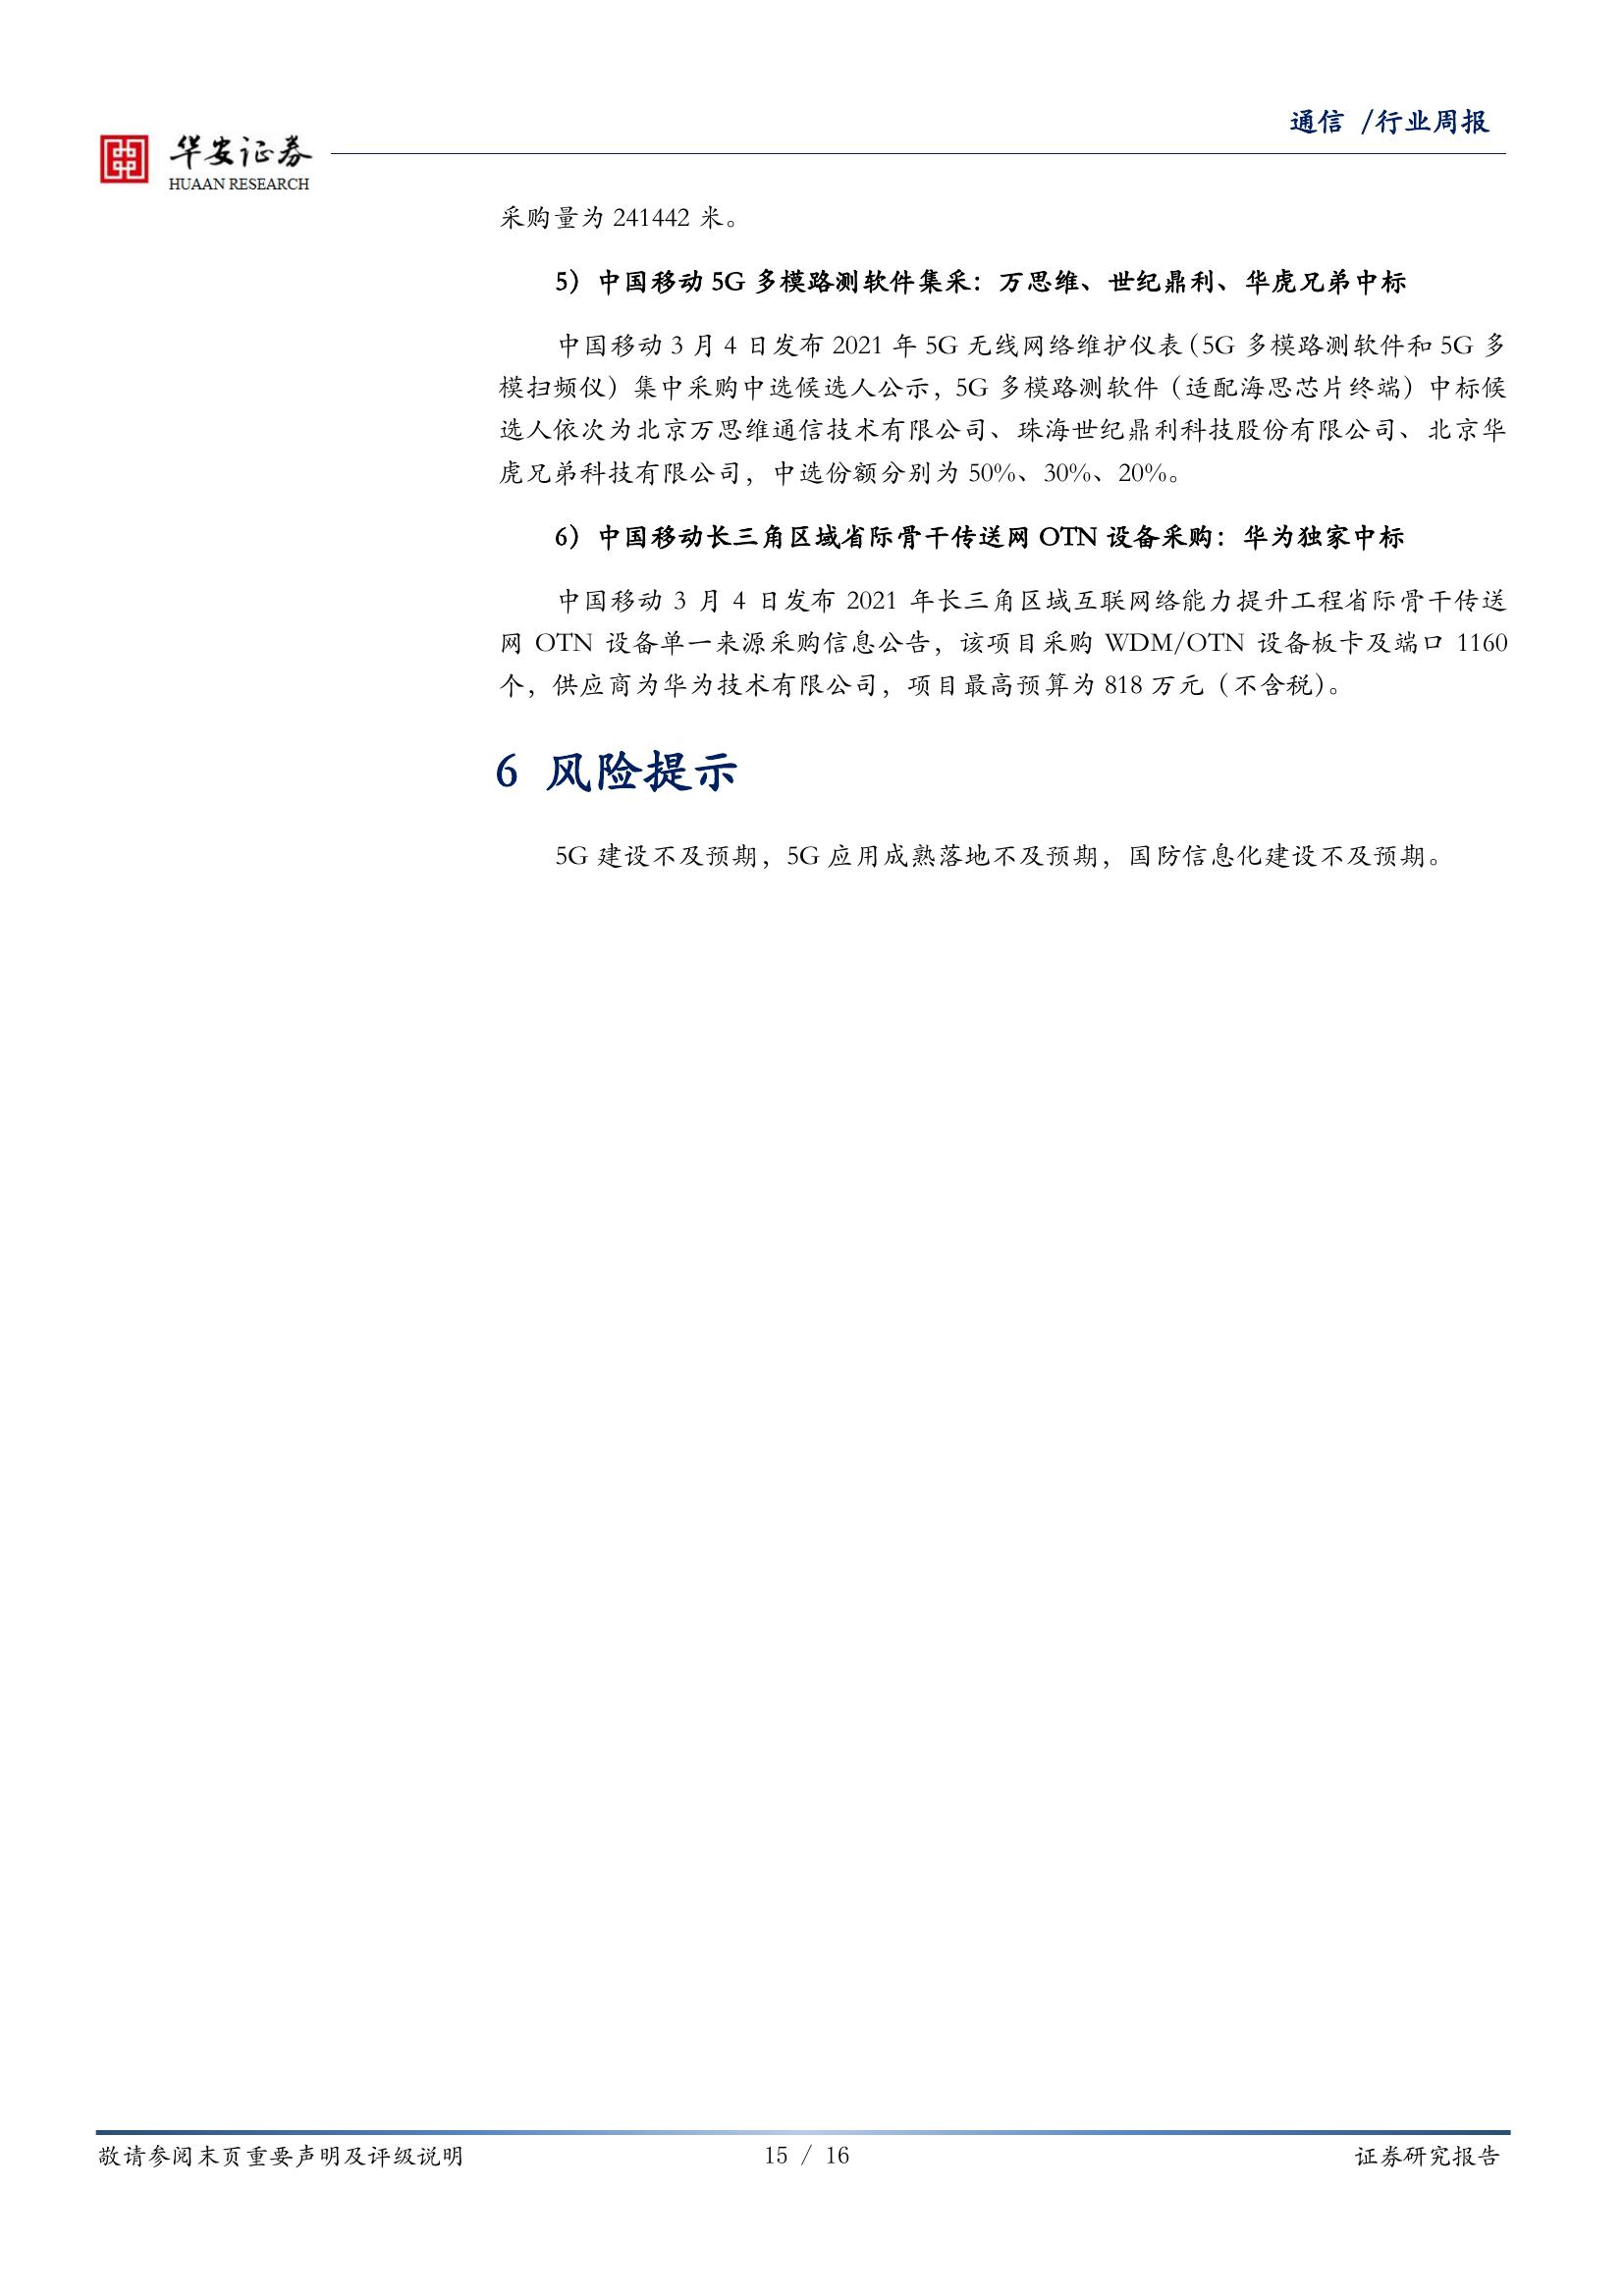 通信 /行业周报
华安证券
HUAAN RESEARCH
采购量为 241442 米。
5）中国移动 5G 多模路测软件集采：万思维、世纪鼎利、华虎兄弟中标
中国移动 3 月 4 日发布 2021 年 5G 无线网络维护仪表（5G 多模路测软件和 5G 多
模扫频仪）集中采购中选候选人公示，5G 多模路测软件（适配海思芯片终端）中标候
选人依次为北京万思维通信技术有限公司、珠海世纪鼎利科技股份有限公司、北京华
虎兄弟科技有限公司，中选份额分别为 50%、30%、20%。
6）中国移动长三角区域省际骨干传送网 OTN 设备采购：华为独家中标
中国移动 3 月 4 日发布 2021 年长三角区域互联网络能力提升工程省际骨干传送
网 OTN 设备单一来源采购信息公告，该项目采购 WDM/OTN 设备板卡及端口 1160
个，供应商为华为技术有限公司，项目最高预算为 818 万元（不含税）。
6 风险提示
5G 建设不及预期，5G 应用成熟落地不及预期，国防信息化建设不及预期。
敬请参阅末页重要声明及评级说明
15 / 16
证券研究报告